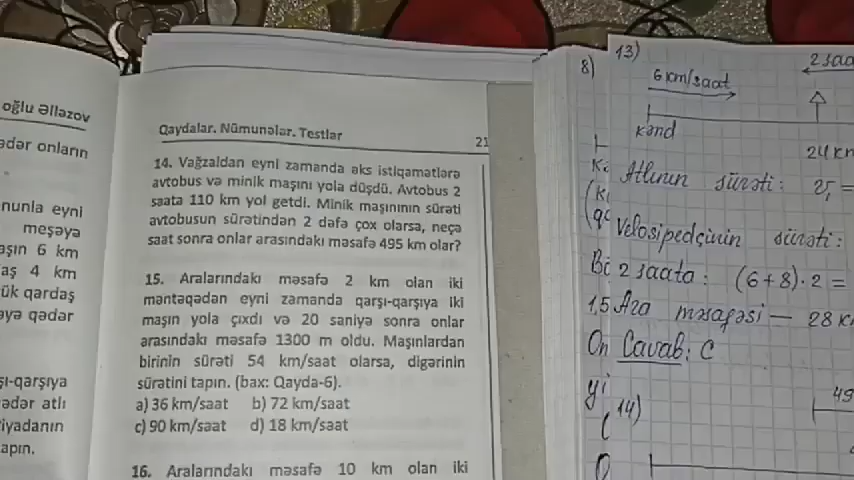 oğlu Əlləzov
ədər onların
nunla eyni
meşəyə
aşın 6 km
aş 4 km
ük qardaş
əyə qədər
şı-qarşıya
ədər atlı
iyadanın
apın.
Qaydalar. Nümunələr. Testlər
21
14. Vağzaldan eyni zamanda əks istiqamətlərə
avtobus və minik maşını yola düşdü. Avtobus 2
saata 110 km yol getdi. Minik maşınının sürəti
avtobusun sürətindən 2 dəfə çox olarsa, neçə
saat sonra onlar arasındakı məsafə 495 km olar?
15. Aralarındakı məsafə 2 km olan iki
məntəqədən eyni zamanda qarşı-qarşıya iki
maşın yola çıxdı və 20 saniyə sonra onlar
arasındakı məsafə 1300 m oldu. Maşınlardan
birinin sürəti 54 km/saat olarsa, digərinin
sürətini tapın. (bax: Qayda-6).
a) 36 km/saat b) 72 km/saat
c) 90 km/saat d) 18 km/saat
16. Aralarındakı məsafə 10 km olan iki
8)
Bi
On
yi
13)
2 saa
6 km/saat
kənd
24 km
Atlının sürəti:
Velosipedçinin sürəti:
2 saata: (6+8)·2 =
Ara məsafəsi — 28 k
Cavab: C
14)
49